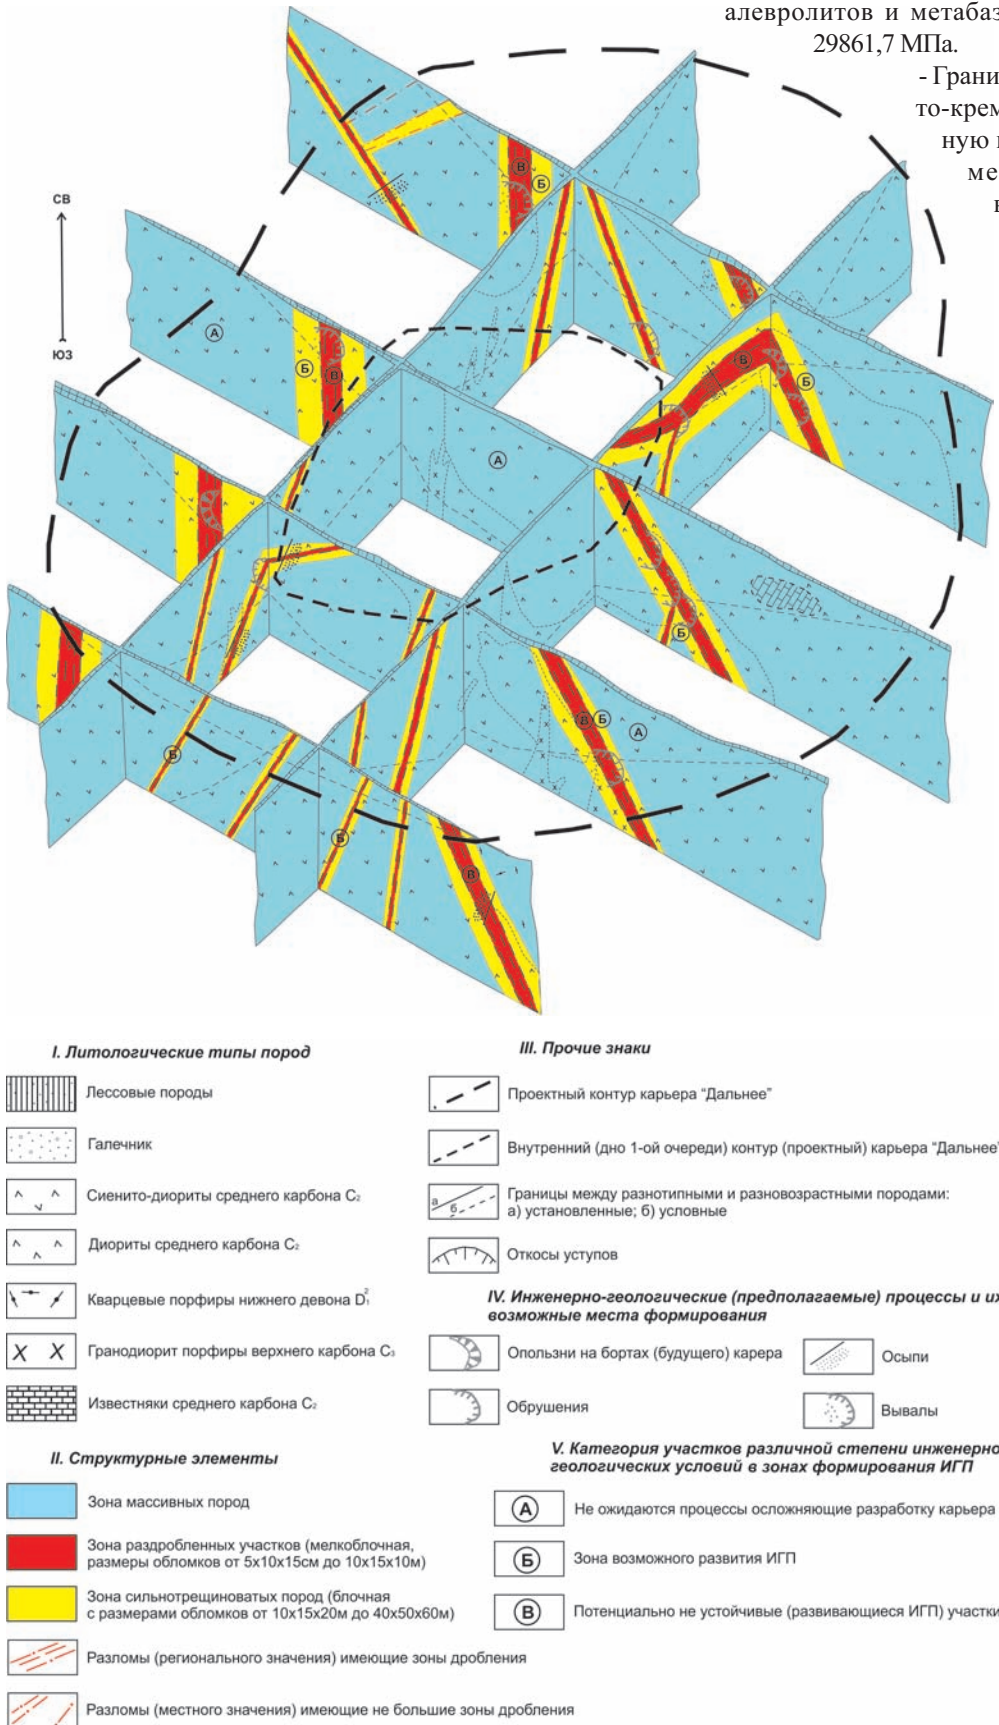 алевролитов и метабаз
29861,7 МПа.
- Грани
то-крем
ную
ме
СВ
ЮЗ
В
Б
А
Б
В
В
Б
А
Б
В
Б
А
Б
Б
В
I. Литологические типы пород
Лессовые породы
Галечник
Сиенито-диориты среднего карбона C₂
Диориты среднего карбона C₂
Кварцевые порфиры нижнего девона D₁²
Гранодиорит порфиры верхнего карбона C₃
Известняки среднего карбона C₂
II. Структурные элементы
Зона массивных пород
Зона раздробленных участков (мелкоблочная,
размеры обломков от 5х10х15см до 10х15х10м)
Зона сильнотрещиноватых пород (блочная
с размерами обломков от 10х15х20м до 40х50х60м)
Разломы (регионального значения) имеющие зоны дробления
Разломы (местного значения) имеющие не большие зоны дробления
III. Прочие знаки
Проектный контур карьера "Дальнее"
Внутренний (дно 1-ой очереди) контур (проектный) карьера "Дальнее"
а
б
Границы между разнотипными и разновозрастными породами:
а) установленные; б) условные
Откосы уступов
IV. Инженерно-геологические (предполагаемые) процессы и их
возможные места формирования
Оползни на бортах (будущего) карера
Осыпи
Обрушения
Вывалы
V. Категория участков различной степени инженерно
геологических условий в зонах формирования ИГП
А
Не ожидаются процессы осложняющие разработку карьера
Б
Зона возможного развития ИГП
В
Потенциально не устойчивые (развивающиеся ИГП) участки